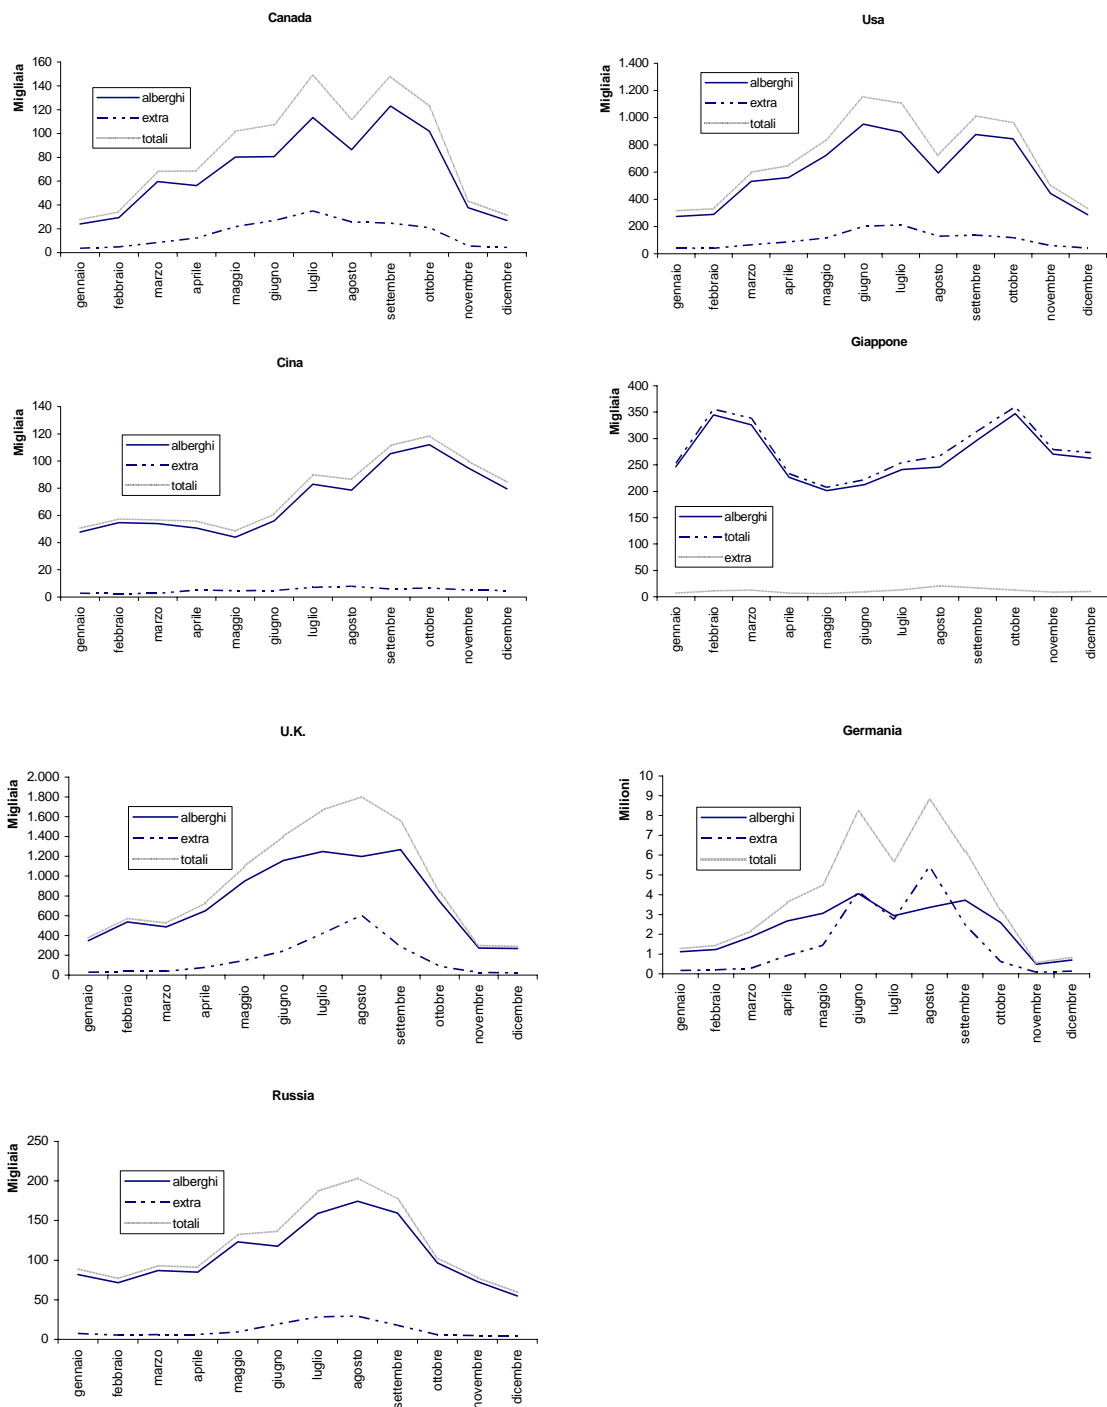 Canada
Migliaia
160
140
120
100
80
60
40
20
0
alberghi
extra
totali
gennaio
febbraio
marzo
aprile
maggio
giugno
luglio
agosto
settembre
ottobre
novembre
dicembre
Usa
Migliaia
1.400
1.200
1.000
800
600
400
200
0
alberghi
extra
totali
gennaio
febbraio
marzo
aprile
maggio
giugno
luglio
agosto
settembre
ottobre
novembre
dicembre
Cina
Migliaia
140
120
100
80
60
40
20
0
alberghi
extra
totali
gennaio
febbraio
marzo
aprile
maggio
giugno
luglio
agosto
settembre
ottobre
novembre
dicembre
Giappone
Migliaia
400
350
300
250
200
150
100
50
0
alberghi
totali
extra
gennaio
febbraio
marzo
aprile
maggio
giugno
luglio
agosto
settembre
ottobre
novembre
dicembre
U.K.
Migliaia
2.000
1.800
1.600
1.400
1.200
1.000
800
600
400
200
0
alberghi
extra
totali
gennaio
febbraio
marzo
aprile
maggio
giugno
luglio
agosto
settembre
ottobre
novembre
dicembre
Germania
Milioni
10
9
8
7
6
5
4
3
2
1
0
alberghi
extra
totali
gennaio
febbraio
marzo
aprile
maggio
giugno
luglio
agosto
settembre
ottobre
novembre
dicembre
Russia
Migliaia
250
200
150
100
50
0
alberghi
extra
totali
gennaio
febbraio
marzo
aprile
maggio
giugno
luglio
agosto
settembre
ottobre
novembre
dicembre